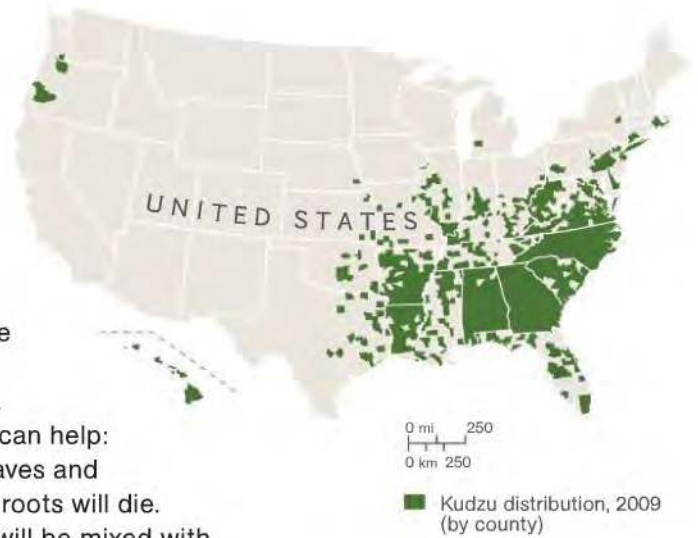 UNITED STATES
e
can help:
aves and
roots will die.
will be mixed with
0 mi 250
0 km 250
Kudzu distribution, 2009
(by county)